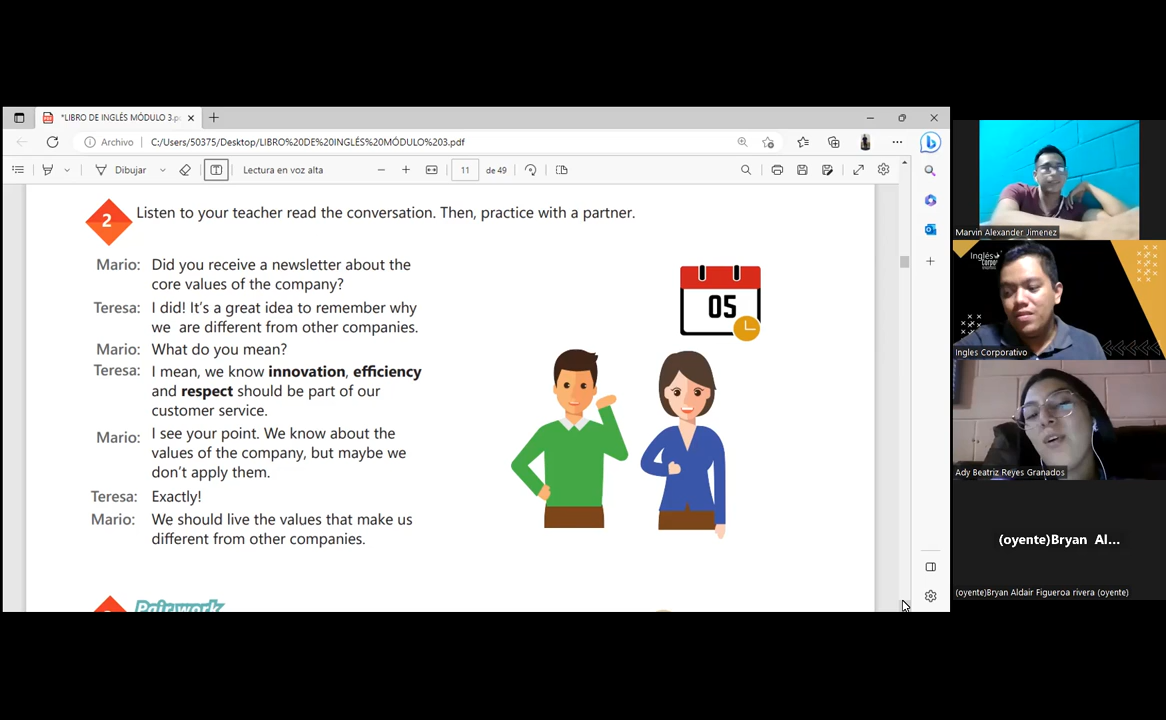 *LIBRO DE INGLÉS MÓDULO 3.p
Archivo C:/Users/50375/Desktop/LIBRO%20DE%20INGLÉS%20MÓDULO%203.pdf
Dibujar Lectura en voz alta 11 de 49
2 Listen to your teacher read the conversation. Then, practice with a partner.
Mario: Did you receive a newsletter about the
core values of the company?
Teresa: I did! It's a great idea to remember why
we are different from other companies.
Mario: What do you mean?
Teresa: I mean, we know innovation, efficiency
and respect should be part of our
customer service.
Mario: I see your point. We know about the
values of the company, but maybe we
don't apply them.
Teresa: Exactly!
Mario: We should live the values that make us
different from other companies.
05
Pair work
Marvin Alexander Jimenez
Inglés
Corpor
Ingles Corporativo
Ady Beatriz Reyes Granados
(oyente)Bryan Al...
(oyente)Bryan Aldair Figueroa rivera (oyente)